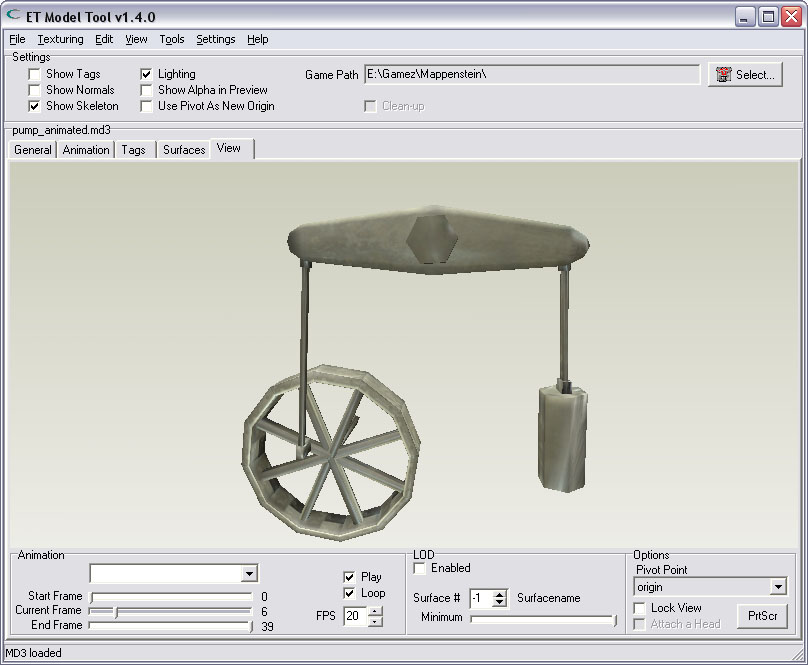 ET Model Tool v1.4.0
File Texturing Edit View Tools Settings Help
Settings
Show Tags Lighting Game Path E:\Gamez\Mappenstein\ Select...
Show Normals Show Alpha in Preview
Show Skeleton Use Pivot As New Origin Clean-up
pump_animated.md3
General Animation Tags Surfaces View
Animation LOD Options
Enabled Pivot Point
Play origin
Start Frame 0 Loop Surface # -1 Surfacename Lock View
Current Frame 6 FPS 20 Minimum Attach a Head PrtScr
End Frame 39
MD3 loaded